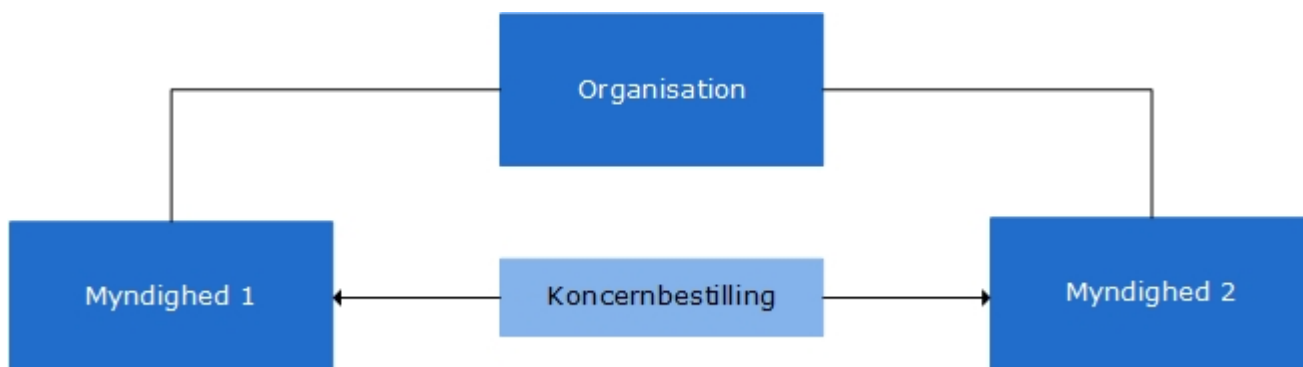 Organisation
Myndighed 1
Koncernbestilling
Myndighed 2